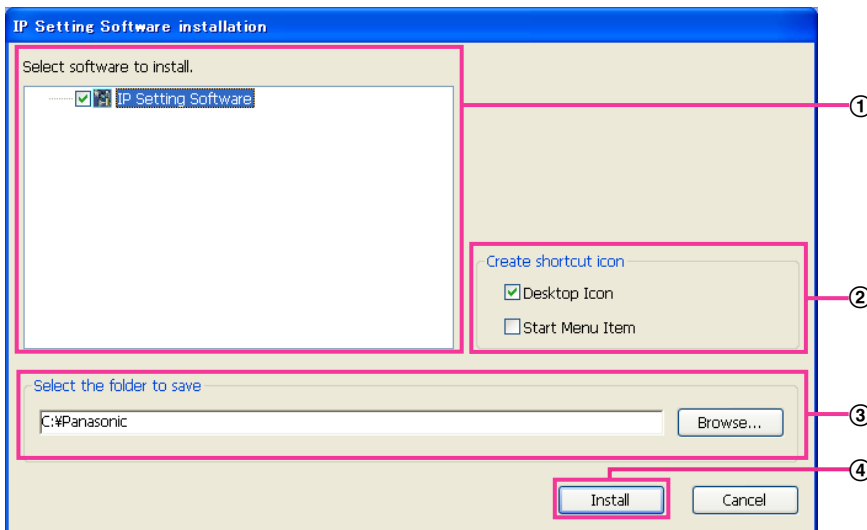 IP Setting Software installation
Select software to install.
IP Setting Software
①
Create shortcut icon
Desktop Icon
Start Menu Item
②
Select the folder to save
C:¥Panasonic
Browse...
③
④
Install
Cancel